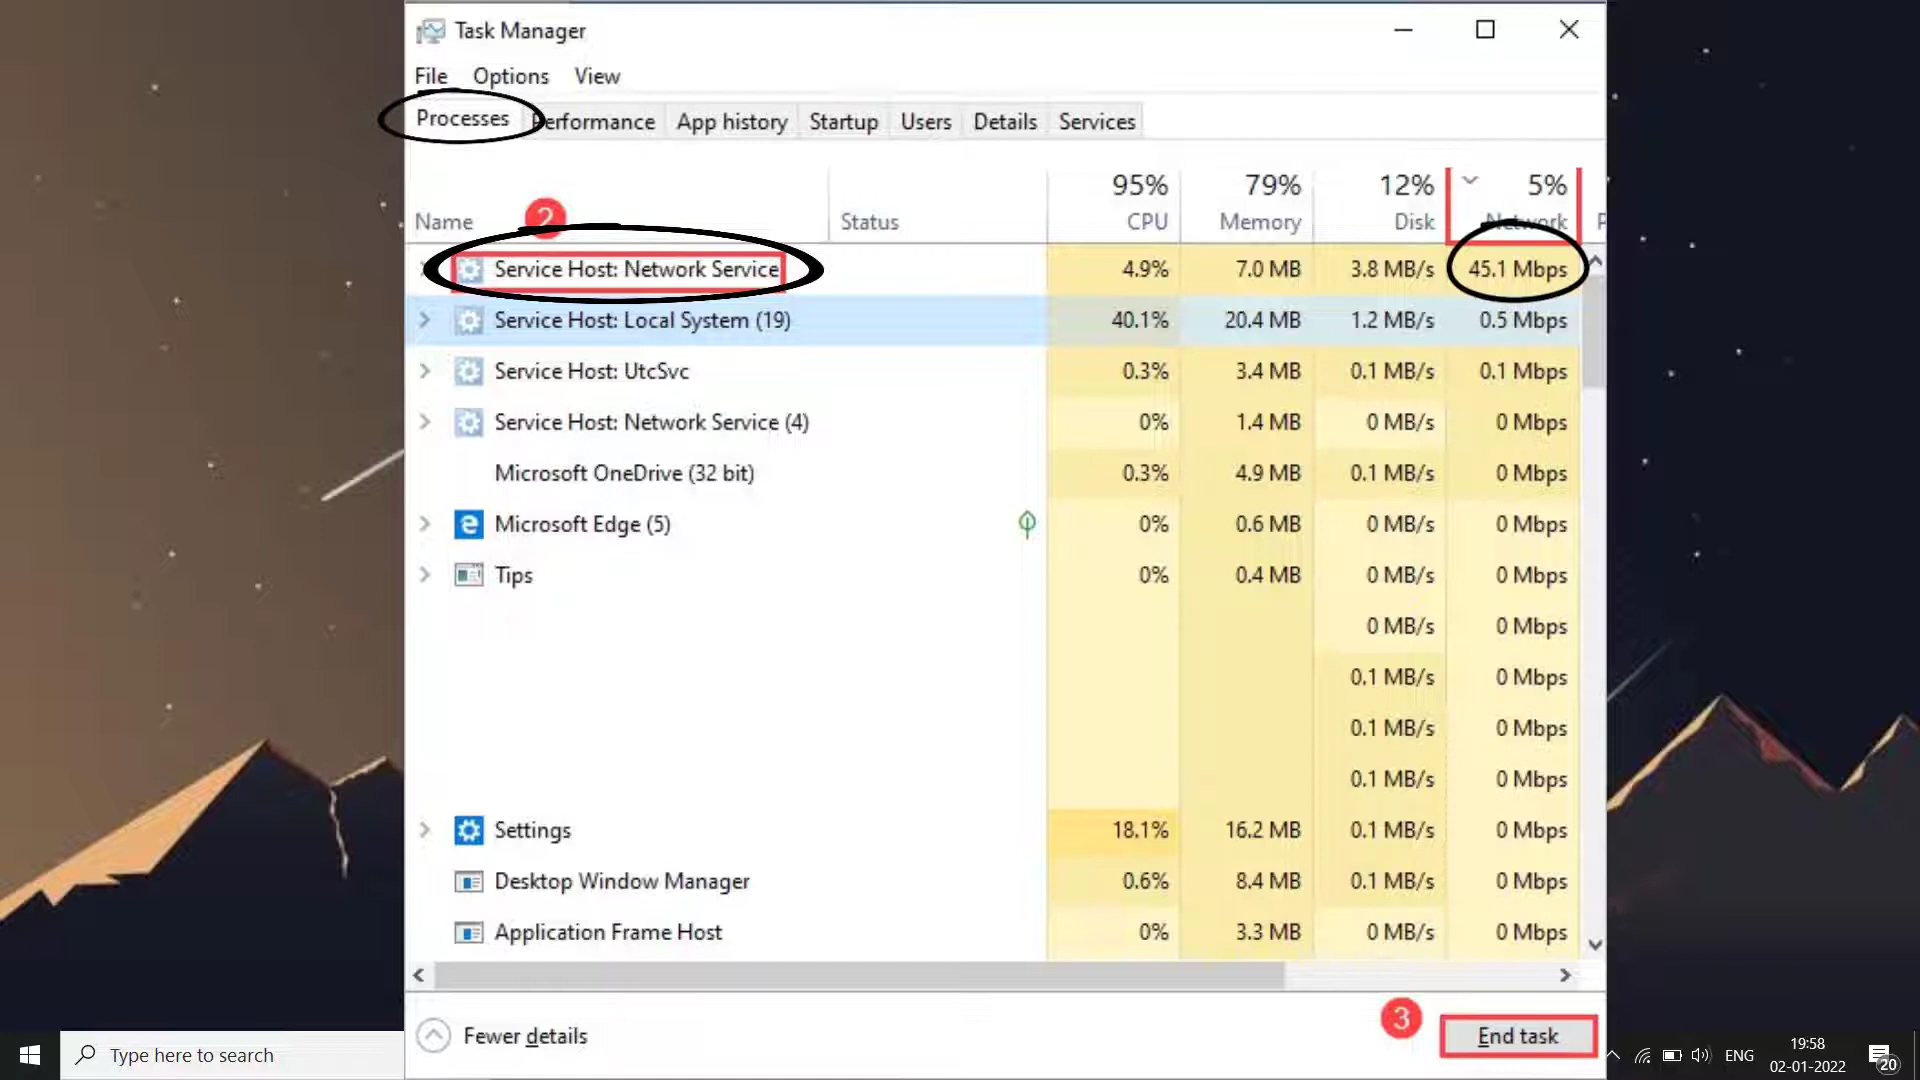 Task Manager
File Options View
Processes Performance App history Startup Users Details Services
95% 79% 12% 5%
Name Status CPU Memory Disk Network
2
Service Host: Network Service 4.9% 7.0 MB 3.8 MB/s 45.1 Mbps
Service Host: Local System (19) 40.1% 20.4 MB 1.2 MB/s 0.5 Mbps
Service Host: UtcSvc 0.3% 3.4 MB 0.1 MB/s 0.1 Mbps
Service Host: Network Service (4) 0% 1.4 MB 0 MB/s 0 Mbps
Microsoft OneDrive (32 bit) 0.3% 4.9 MB 0.1 MB/s 0 Mbps
Microsoft Edge (5) 0% 0.6 MB 0 MB/s 0 Mbps
Tips 0% 0.4 MB 0 MB/s 0 Mbps
0 MB/s 0 Mbps
0.1 MB/s 0 Mbps
0.1 MB/s 0 Mbps
0.1 MB/s 0 Mbps
Settings 18.1% 16.2 MB 0.1 MB/s 0 Mbps
Desktop Window Manager 0.6% 8.4 MB 0.1 MB/s 0 Mbps
Application Frame Host 0% 3.3 MB 0 MB/s 0 Mbps
3
Fewer details End task
Type here to search ENG 19:58
02-01-2022 20